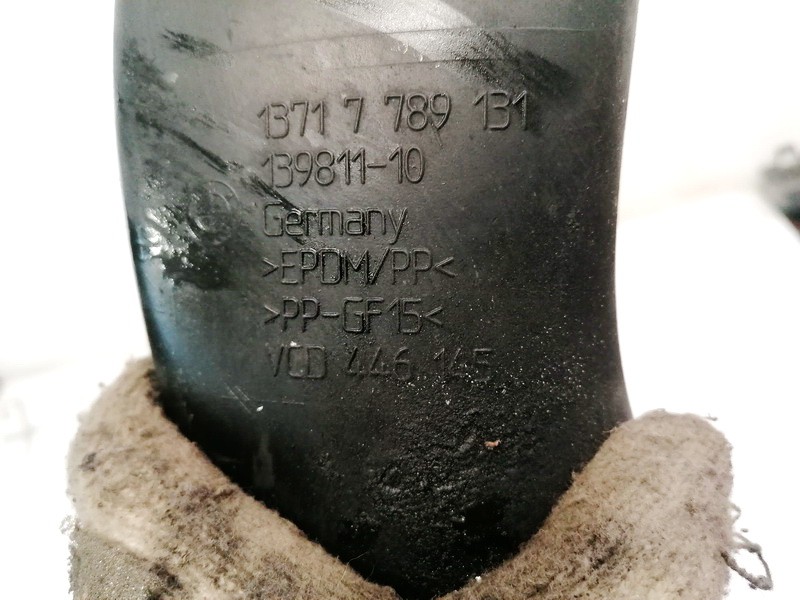 1371 7 789 131
139811-10
Germany
>EPDM/PP<
>PP-GF15<
VCD 446 145